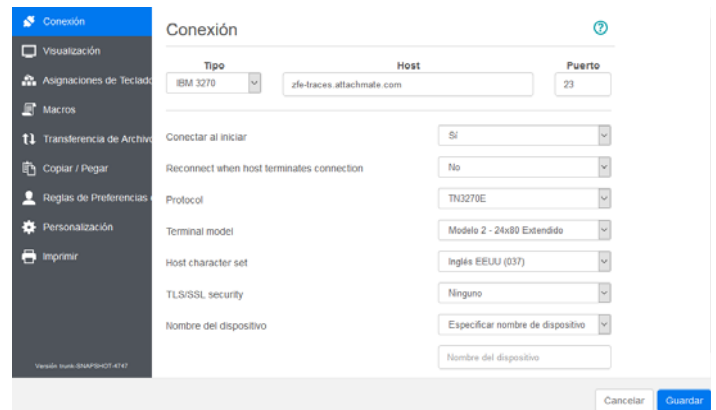 Conexión
Visualización
Asignaciones de Teclado
Macros
Transferencia de Archivo
Copiar / Pegar
Reglas de Preferencias
Personalización
Imprimir
Versión trunk-SNAPSHOT-4747
Conexión
Tipo Host Puerto
IBM 3270 zfe-traces.attachmate.com 23
Conectar al iniciar Sí
Reconnect when host terminates connection No
Protocol TN3270E
Terminal model Modelo 2 - 24x80 Extendido
Host character set Inglés EEUU (037)
TLS/SSL security Ninguno
Nombre del dispositivo Especificar nombre de dispositivo
Nombre del dispositivo
Cancelar Guardar